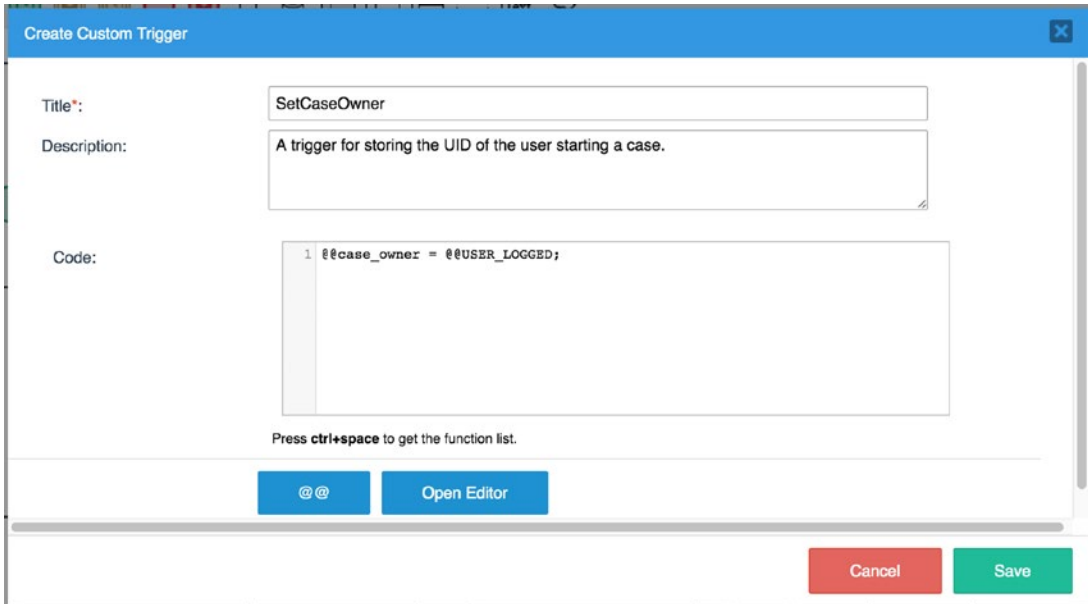 Create Custom Trigger
Title*:
SetCaseOwner
Description:
A trigger for storing the UID of the user starting a case.
Code:
1 @@case_owner = @@USER_LOGGED;
Press ctrl+space to get the function list.
@@
Open Editor
Cancel
Save